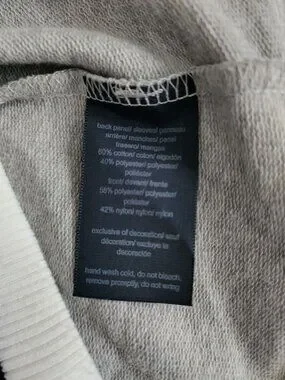 back panel/ sleeves/ panneau
arrière/ manches/ panel
trasero/ mangas
60% cotton/ coton/ algodón
40% polyester/ polyester/
poliéster
front/ devant/ frente
58% polyester/ polyester/
poliéster
42% nylon/ nylon/ nylon
exclusive of decoration/ sauf
décoration/ excluye la
decoración
hand wash cold, do not bleach,
remove promptly, do not wring